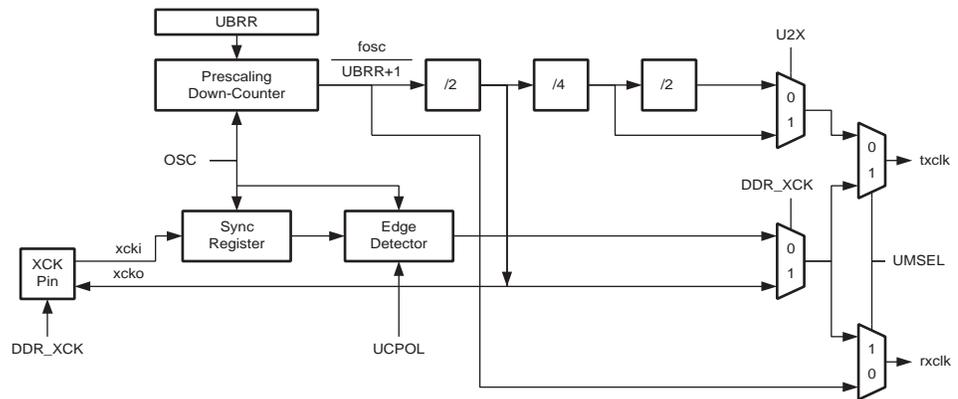 UBRR
fosc
U2X
UBRR+1
Prescaling
Down-Counter
/2
/4
/2
0
1
OSC
0
1
txclk
DDR_XCK
Sync
Register
Edge
Detector
xcki
0
1
XCK
Pin
xcko
UMSEL
DDR_XCK
UCPOL
1
0
rxclk